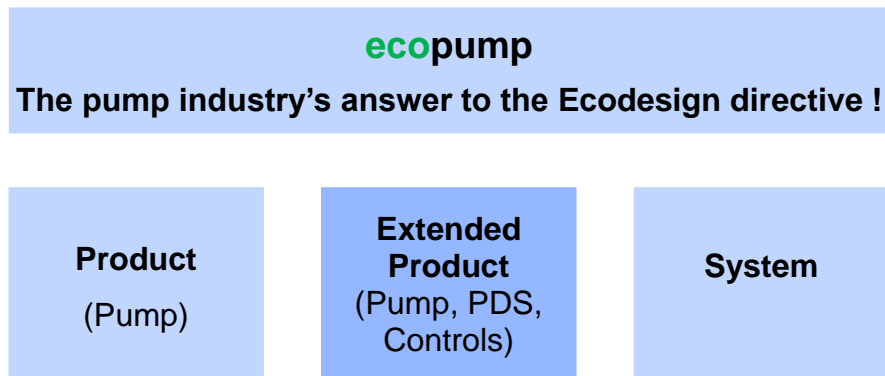 ecopump
The pump industry’s answer to the Ecodesign directive !
Product
(Pump)
Extended
Product
(Pump, PDS,
Controls)
System